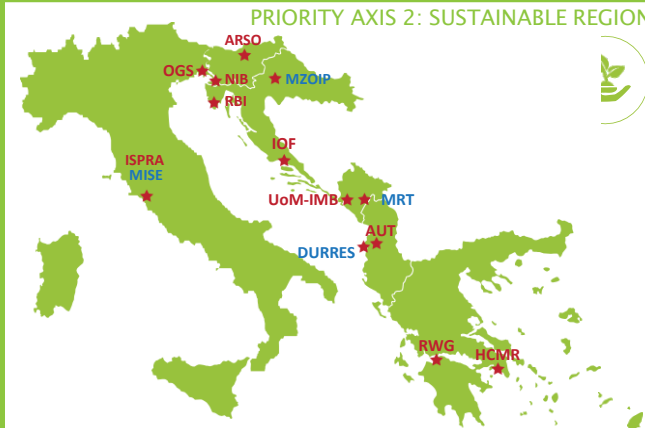 PRIORITY AXIS 2: SUSTAINABLE REGION
ARSO
OGS
NIB
MZOIP
RBI
IOF
ISPRA
MISE
UoM-IMB
MRT
AUT
DURRES
RWG
HCMR